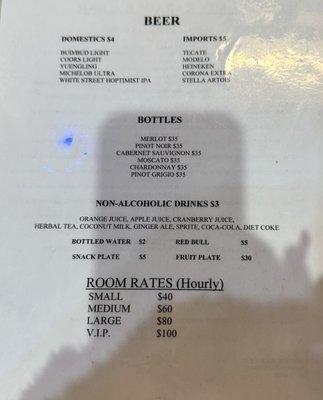 BEER
DOMESTICS $4 IMPORTS $5
BUD/BUD LIGHT TECATE
COORS LIGHT MODELO
YUENGLING HEINEKEN
MICHELOB ULTRA CORONA EXTRA
WHITE STREET HOPTIMIST IPA STELLA ARTOIS
BOTTLES
MERLOT $35
PINOT NOIR $35
CABERNET SAUVIGNON $35
MOSCATO $35
CHARDONNAY $35
PINOT GRIGIO $35
NON-ALCOHOLIC DRINKS $3
ORANGE JUICE, APPLE JUICE, CRANBERRY JUICE,
HERBAL TEA, COCONUT MILK, GINGER ALE, SPRITE, COCA-COLA, DIET COKE
BOTTLED WATER $2 RED BULL $5
SNACK PLATE $5 FRUIT PLATE $30
ROOM RATES (Hourly)
SMALL $40
MEDIUM $60
LARGE $80
V.I.P. $100